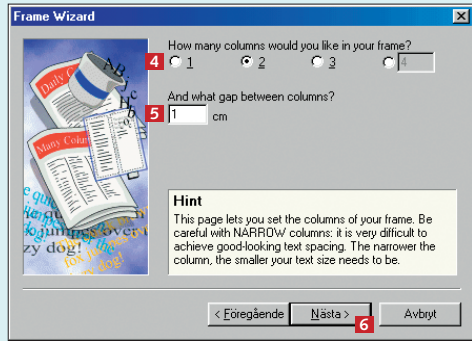 Frame Wizard
How many columns would you like in your frame?
4 1 2 3 4
And what gap between columns?
5 1 cm
Daily
Many Colu
AB
j
c
H
b
Hint
This page lets you set the columns of your frame. Be
careful with NARROW columns: it is very difficult to
achieve good-looking text spacing. The narrower the
column, the smaller your text size needs to be.
zy dog!
zy dog!
< Föregående Nästa > 6 Avbryt